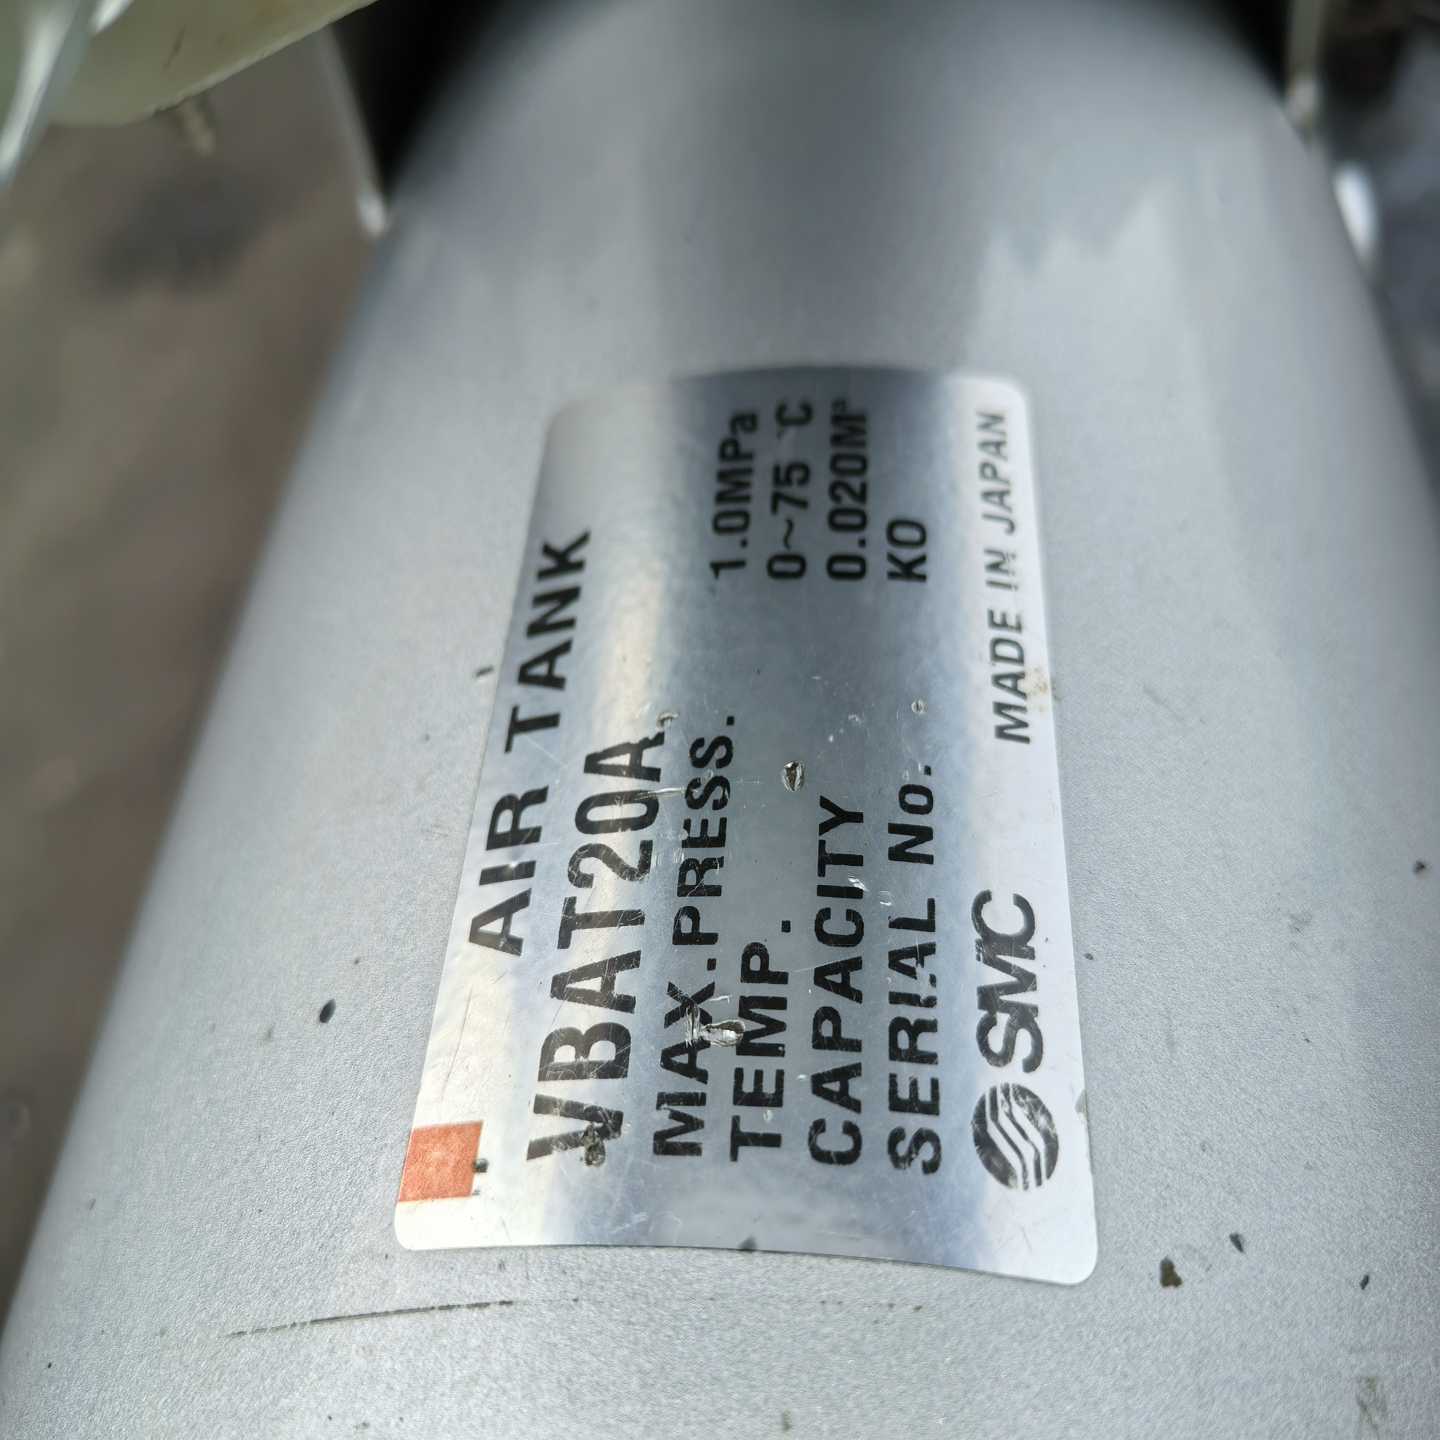 AIR TANK
VBAT20A
MAX.PRESS. 1.0MPa
TEMP. 0~75 ℃
CAPACITY 0.020M³
SERIAL No. KO
SMC MADE IN JAPAN